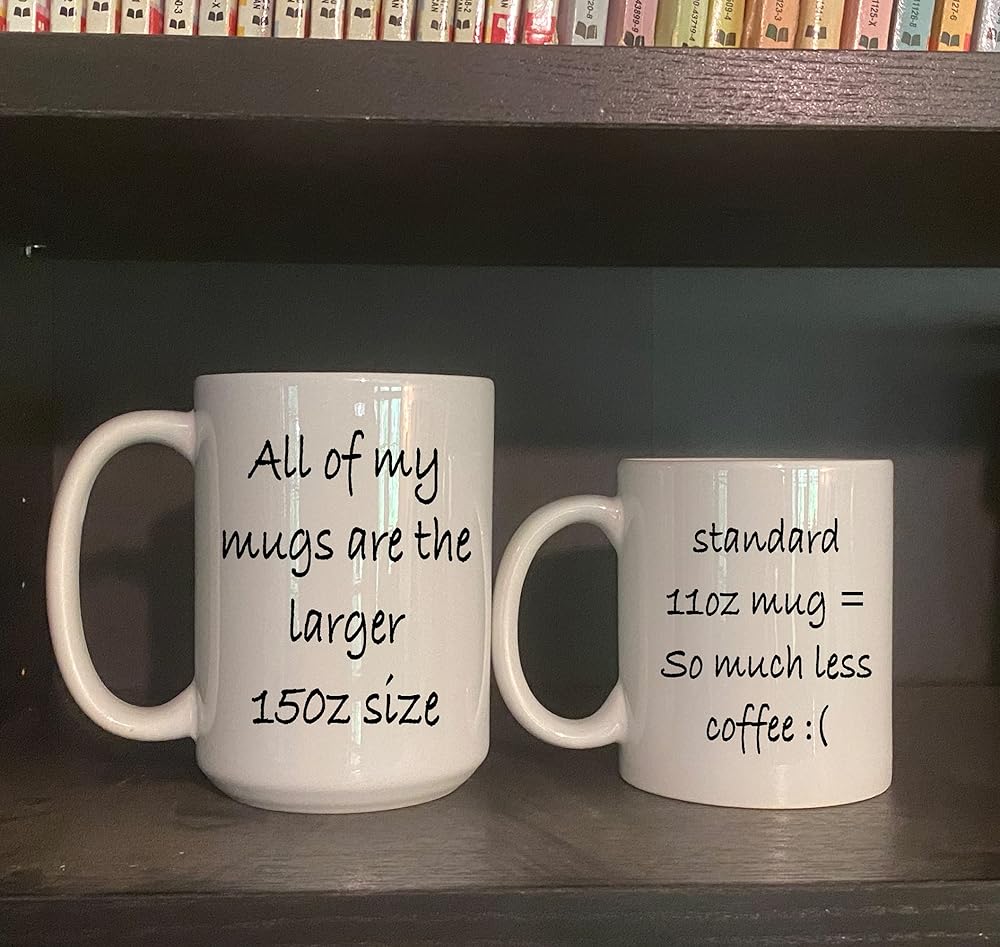 All of my
mugs are the
larger
15oz size
standard
11oz mug =
So much less
coffee :(